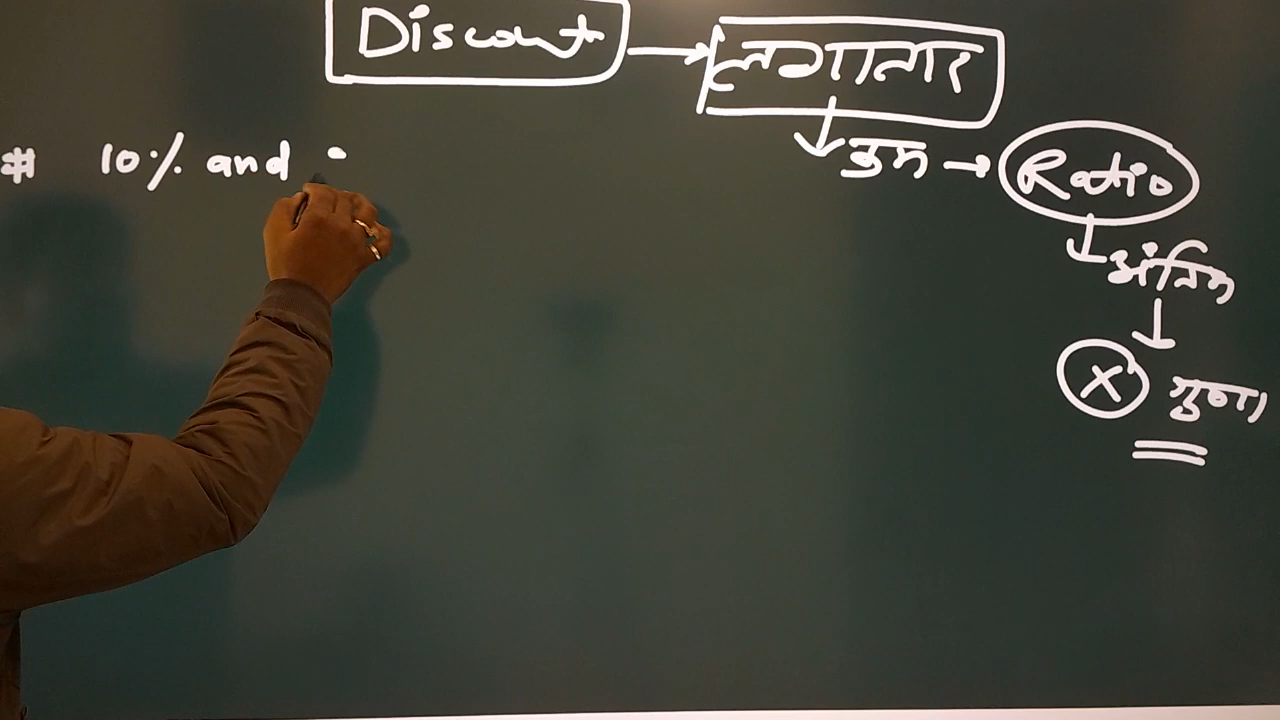 Discount → लगातार
# 10% and
↓ क्रम → Ratio
↓ अंतिम
↓
× गुणा